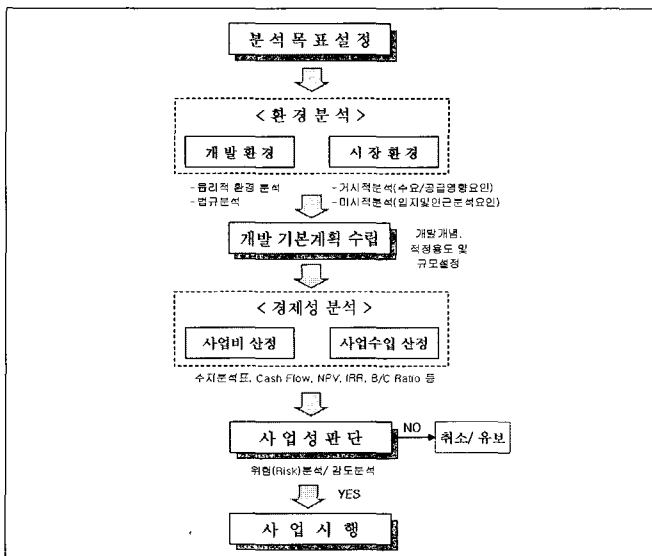 분석목표설정
< 환경분석 >
개발환경
시장환경
-물리적 환경 분석
-법규분석
-거시적분석(수요/공급영향요인)
-미시적분석(입지및인근분석요인)
개발 기본계획 수립
개발개념,
적정용도 및
규모설정
< 경제성 분석 >
사업비 산정
사업수입 산정
수지분석표, Cash Flow, NPV, IRR, B/C Ratio 등
사업성판단
NO
취소/ 유보
위험(Risk)분석/ 감도분석
YES
사업시행